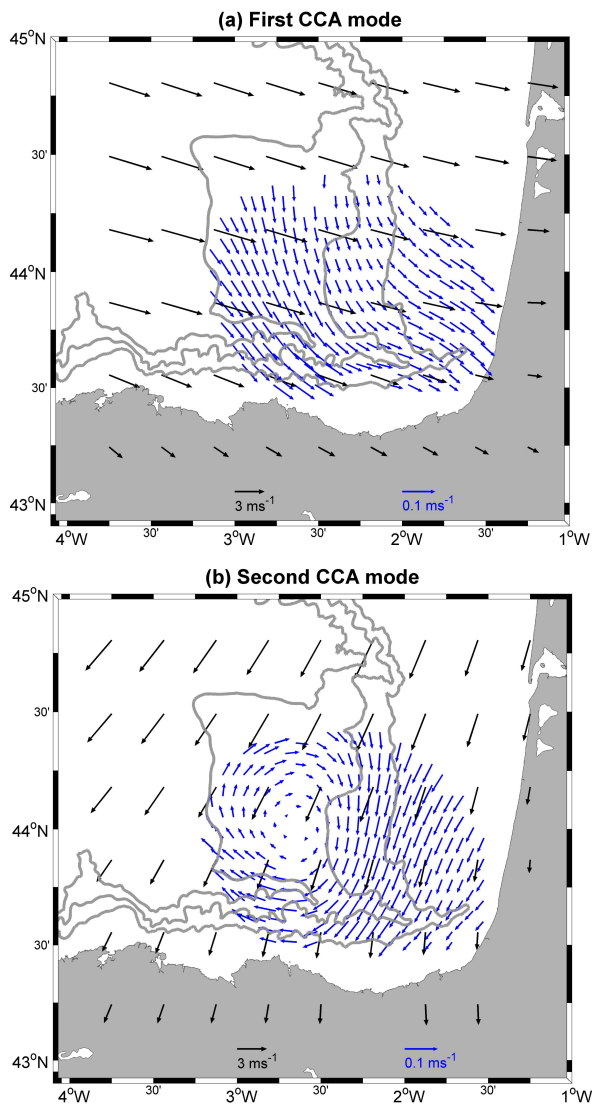 (a) First CCA mode
45°N
30'
44°N
30'
43°N
3 ms⁻¹
0.1 ms⁻¹
4°W 30' 3°W 30' 2°W 30' 1°W
(b) Second CCA mode
45°N
30'
44°N
30'
43°N
3 ms⁻¹
0.1 ms⁻¹
4°W 30' 3°W 30' 2°W 30' 1°W